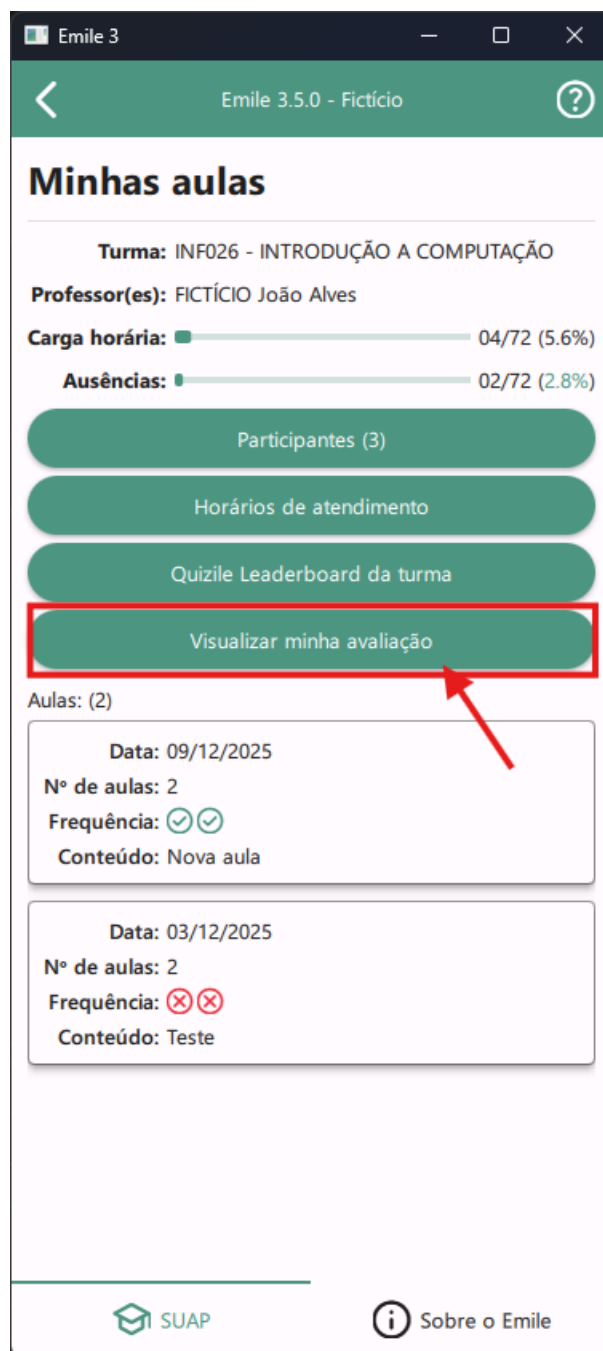 Emile 3
Emile 3.5.0 - Fictício
Minhas aulas
Turma: INF026 - INTRODUÇÃO A COMPUTAÇÃO
Professor(es): FICTÍCIO João Alves
Carga horária: 04/72 (5.6%)
Ausências: 02/72 (2.8%)
Participantes (3)
Horários de atendimento
Quizile Leaderboard da turma
Visualizar minha avaliação
Aulas: (2)
Data: 09/12/2025
Nº de aulas: 2
Frequência:
Conteúdo: Nova aula
Data: 03/12/2025
Nº de aulas: 2
Frequência:
Conteúdo: Teste
SUAP Sobre o Emile